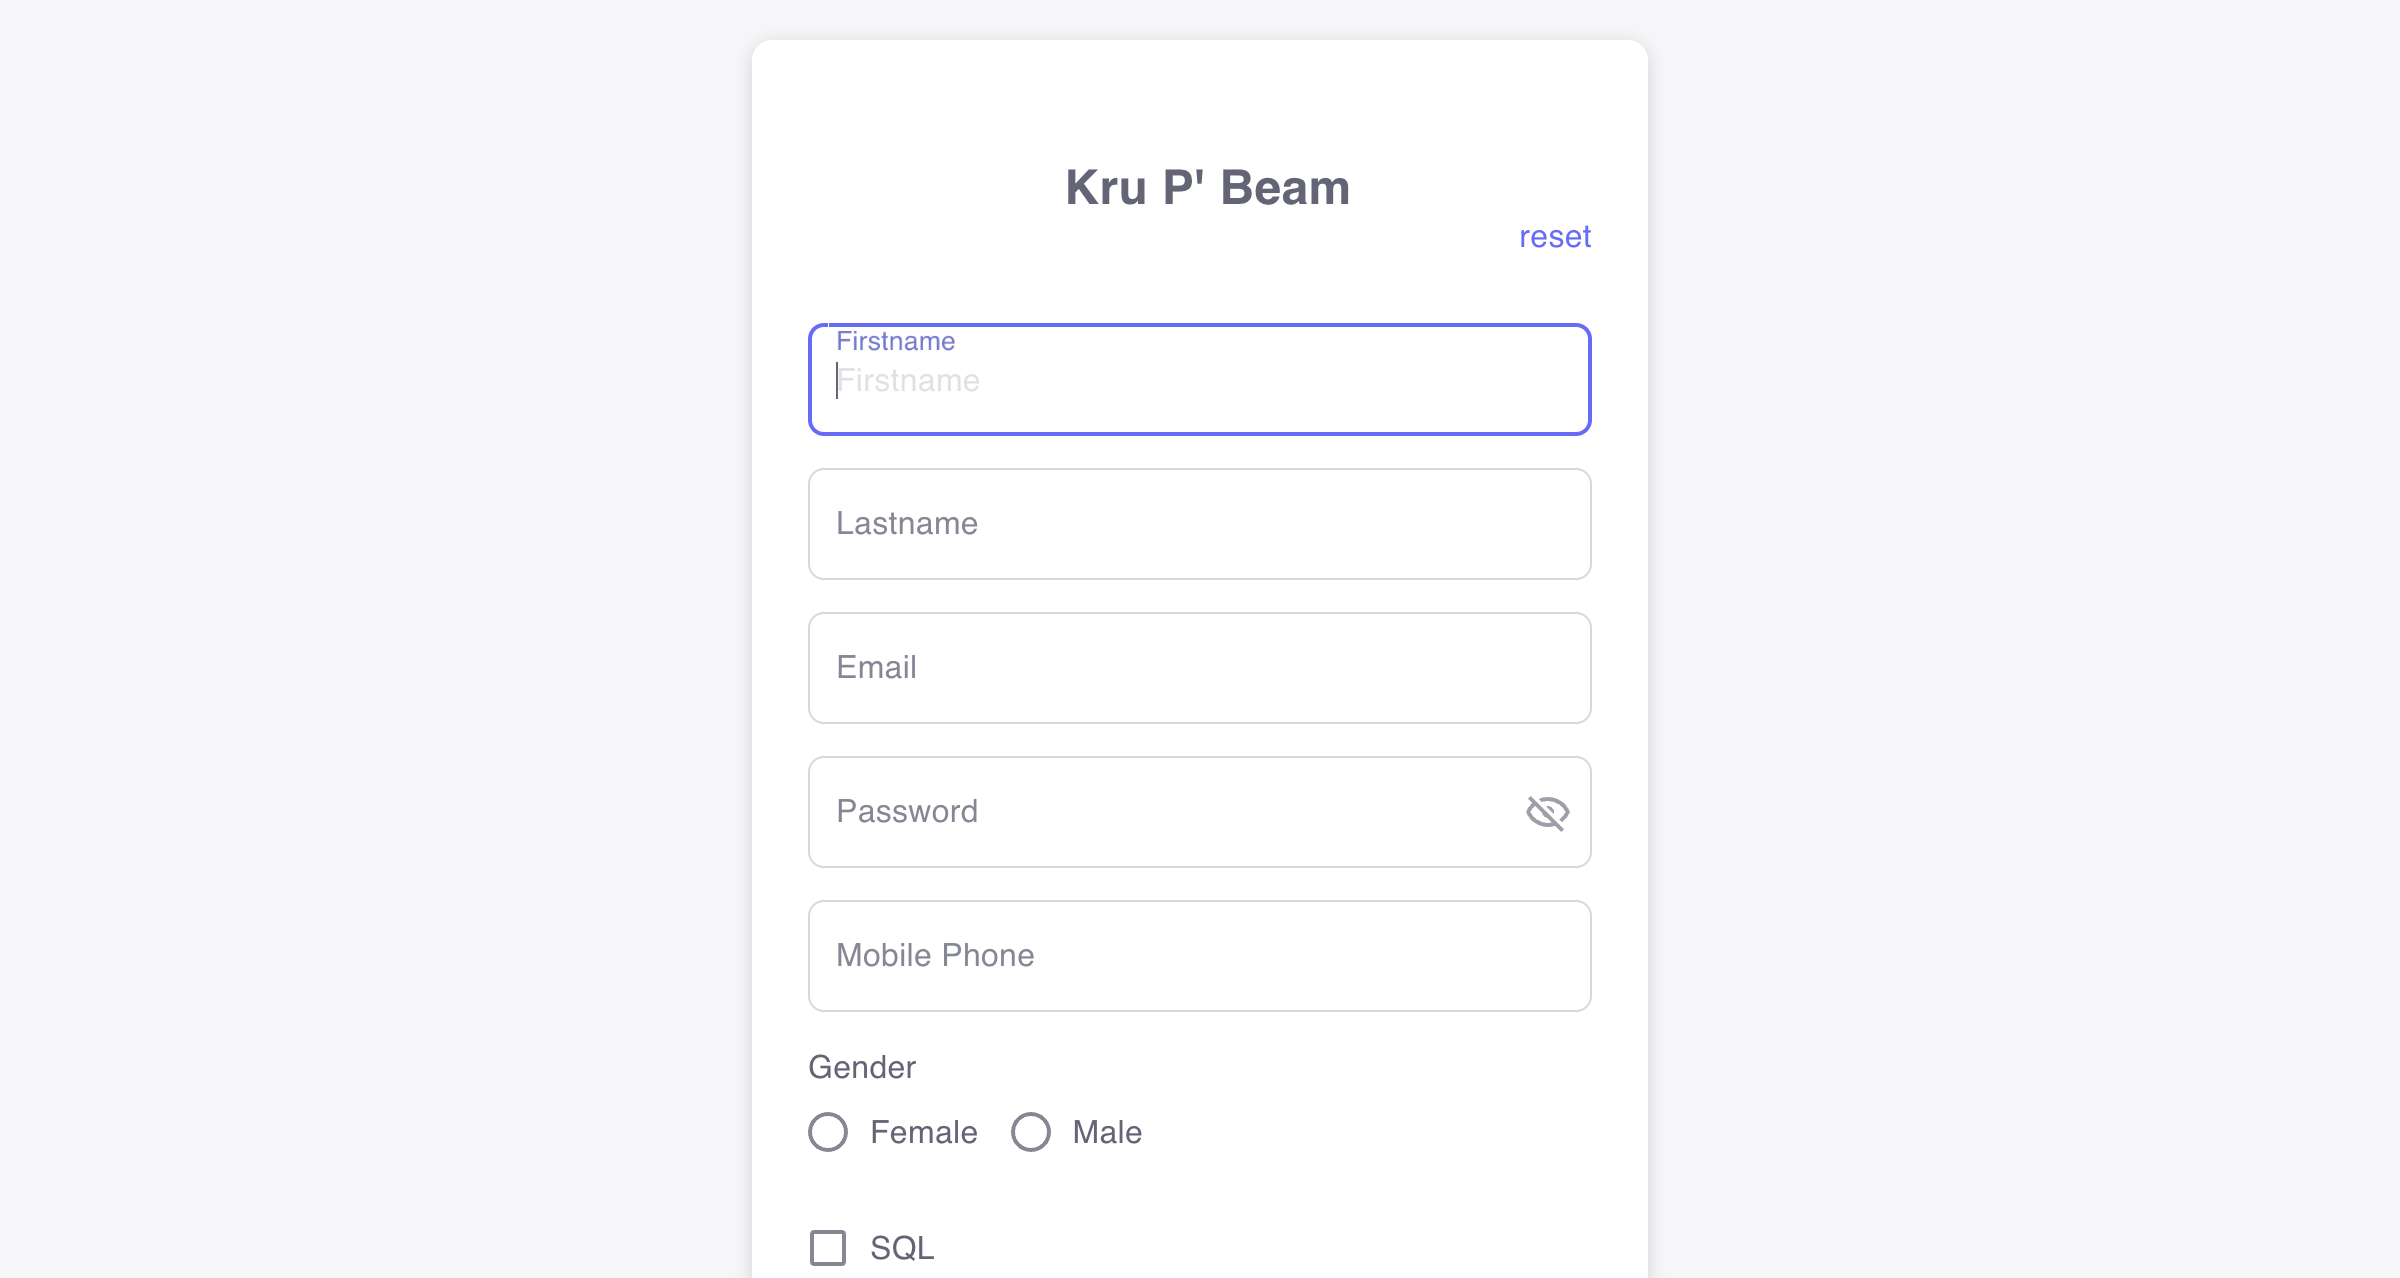 Kru P' Beam
reset
Firstname
Firstname
Lastname
Email
Password
Mobile Phone
Gender
Female Male
SQL